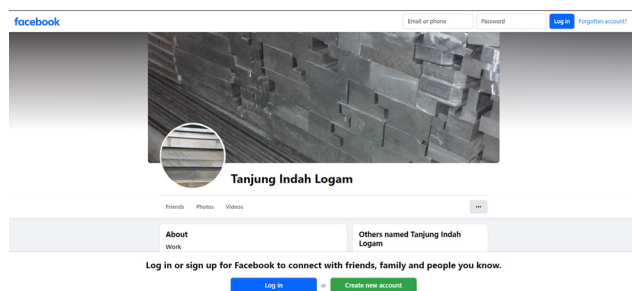 facebook
Email or phone
Password
Log in
Forgotten account?
Tanjung Indah Logam
Friends
Photos
Videos
...
About
Work
Others named Tanjung Indah
Logam
Log in or sign up for Facebook to connect with friends, family and people you know.
Log in
or
Create new account